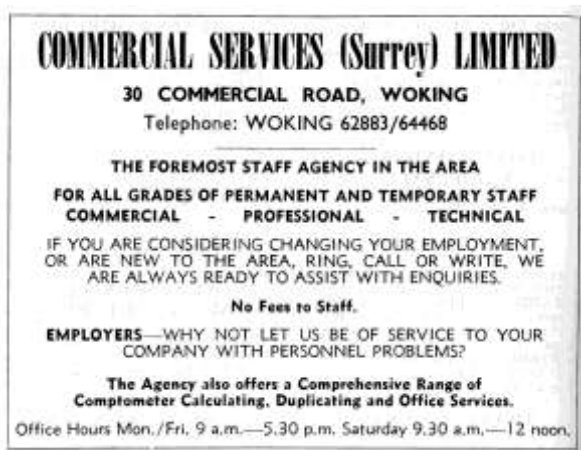 COMMERCIAL SERVICES (Surrey) LIMITED
30 COMMERCIAL ROAD, WOKING
Telephone: WOKING 62883/64468
THE FOREMOST STAFF AGENCY IN THE AREA
FOR ALL GRADES OF PERMANENT AND TEMPORARY STAFF
COMMERCIAL - PROFESSIONAL - TECHNICAL
IF YOU ARE CONSIDERING CHANGING YOUR EMPLOYMENT,
OR ARE NEW TO THE AREA, RING, CALL OR WRITE, WE
ARE ALWAYS READY TO ASSIST WITH ENQUIRIES.
No Fees to Staff.
EMPLOYERS—WHY NOT LET US BE OF SERVICE TO YOUR
COMPANY WITH PERSONNEL PROBLEMS?
The Agency also offers a Comprehensive Range of
Comptometer Calculating, Duplicating and Office Services.
Office Hours Mon./Fri. 9 a.m.—5.30 p.m. Saturday 9.30 a.m.—12 noon.